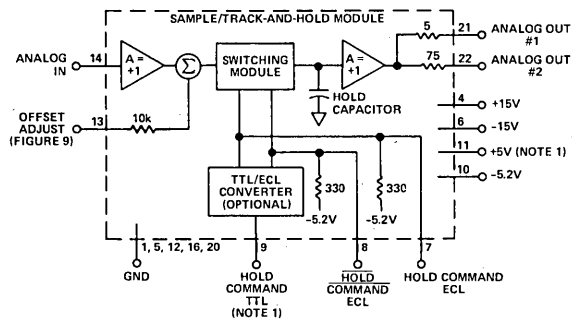 SAMPLE/TRACK-AND-HOLD MODULE
ANALOG IN
14
A = +1
Σ
SWITCHING MODULE
A = +1
5
21
ANALOG OUT #1
75
22
ANALOG OUT #2
HOLD CAPACITOR
OFFSET ADJUST (FIGURE 9)
13
10k
4
+15V
6
-15V
11
+5V (NOTE 1)
10
-5.2V
TTL/ECL CONVERTER (OPTIONAL)
330
-5.2V
330
-5.2V
1, 5, 12, 16, 20
9
8
7
GND
HOLD COMMAND TTL (NOTE 1)
HOLD COMMAND ECL
HOLD COMMAND ECL